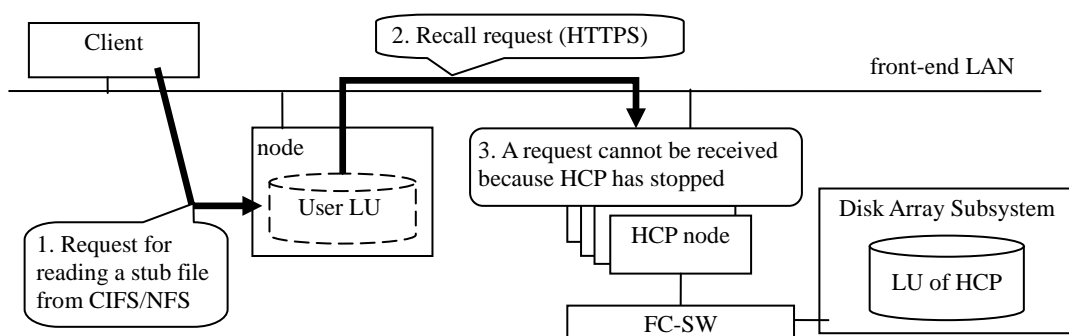 2. Recall request (HTTPS)
Client
front-end LAN
node
3. A request cannot be received
because HCP has stopped
User LU
Disk Array Subsystem
1. Request for
reading a stub file
from CIFS/NFS
HCP node
LU of HCP
FC-SW